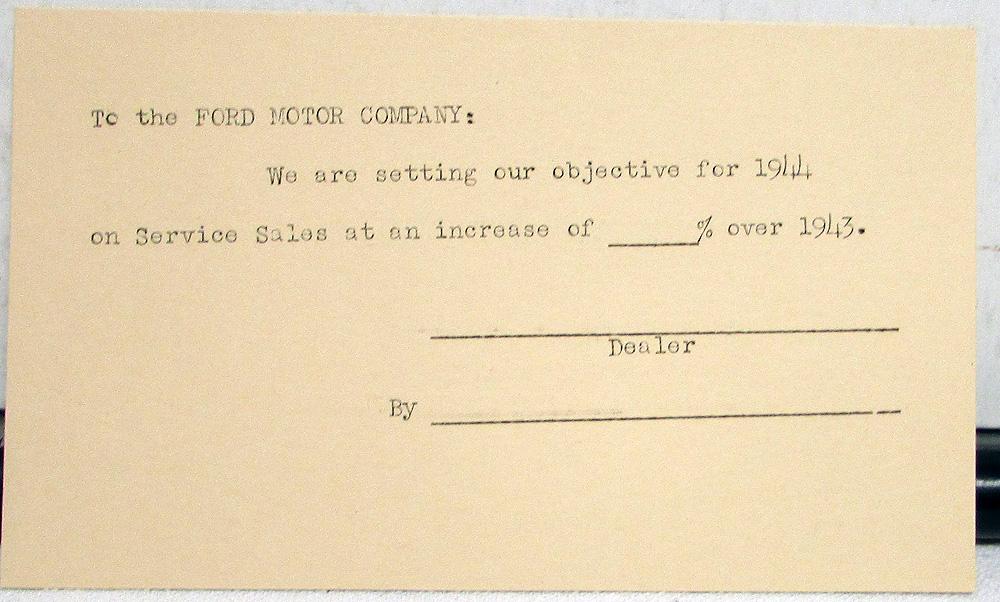 To the FORD MOTOR COMPANY:
We are setting our objective for 1944
on Service Sales at an increase of ______% over 1943.
Dealer
By